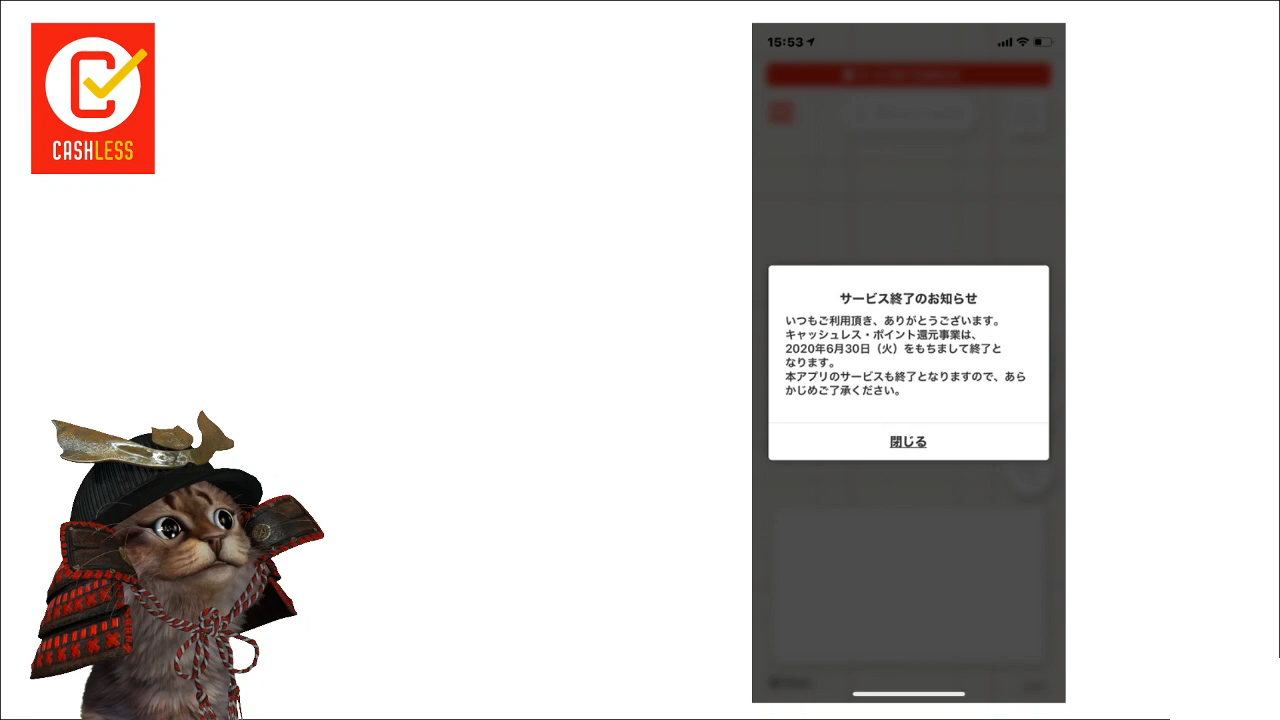 CASHLESS
15:53
サービス終了のお知らせ
いつもご利用頂き、ありがとうございます。
キャッシュレス・ポイント還元事業は、
2020年6月30日（火）をもちまして終了と
なります。
本アプリのサービスも終了となりますので、あら
かじめご了承ください。
閉じる